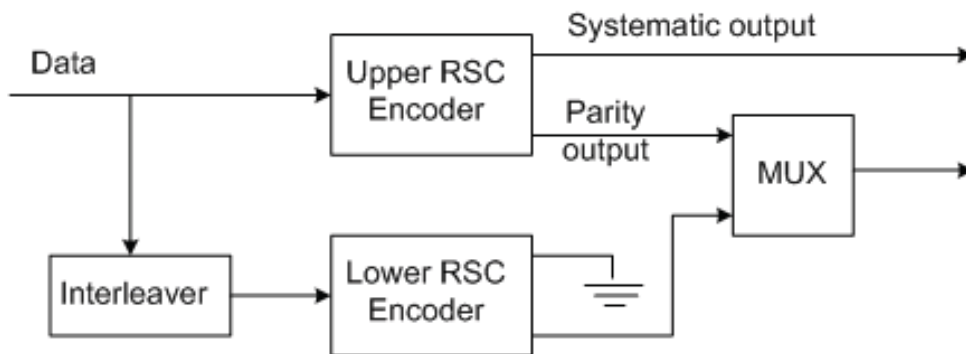 Systematic output
Data
Upper RSC
Encoder
Parity
output
MUX
Interleaver
Lower RSC
Encoder